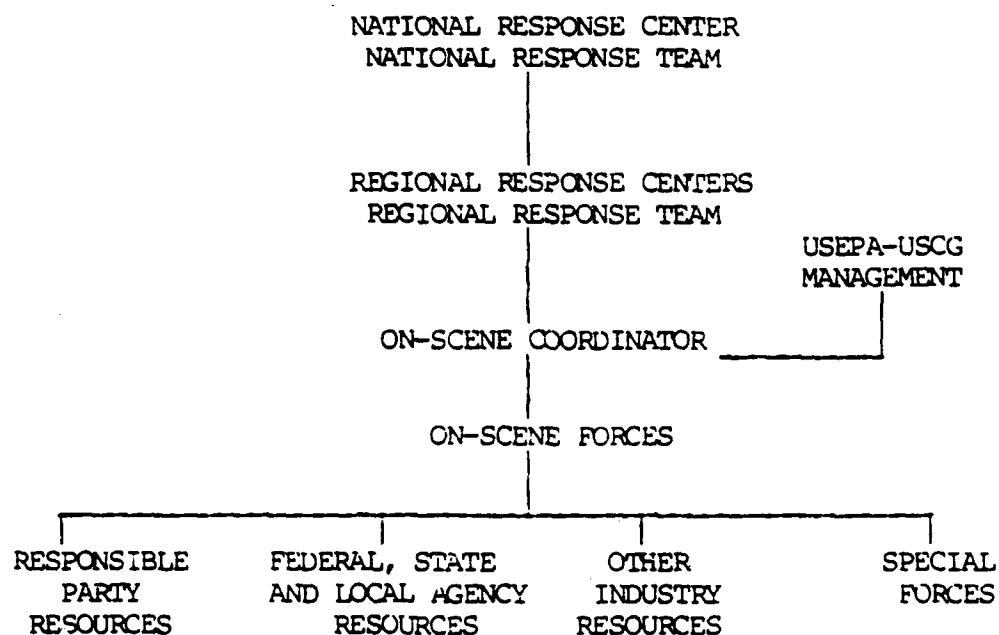 NATIONAL RESPONSE CENTER
NATIONAL RESPONSE TEAM
REGIONAL RESPONSE CENTERS
REGIONAL RESPONSE TEAM
USEPA-USCG
MANAGEMENT
ON-SCENE COORDINATOR
ON-SCENE FORCES
RESPONSIBLE
PARTY
RESOURCES
FEDERAL, STATE
AND LOCAL AGENCY
RESOURCES
OTHER
INDUSTRY
RESOURCES
SPECIAL
FORCES